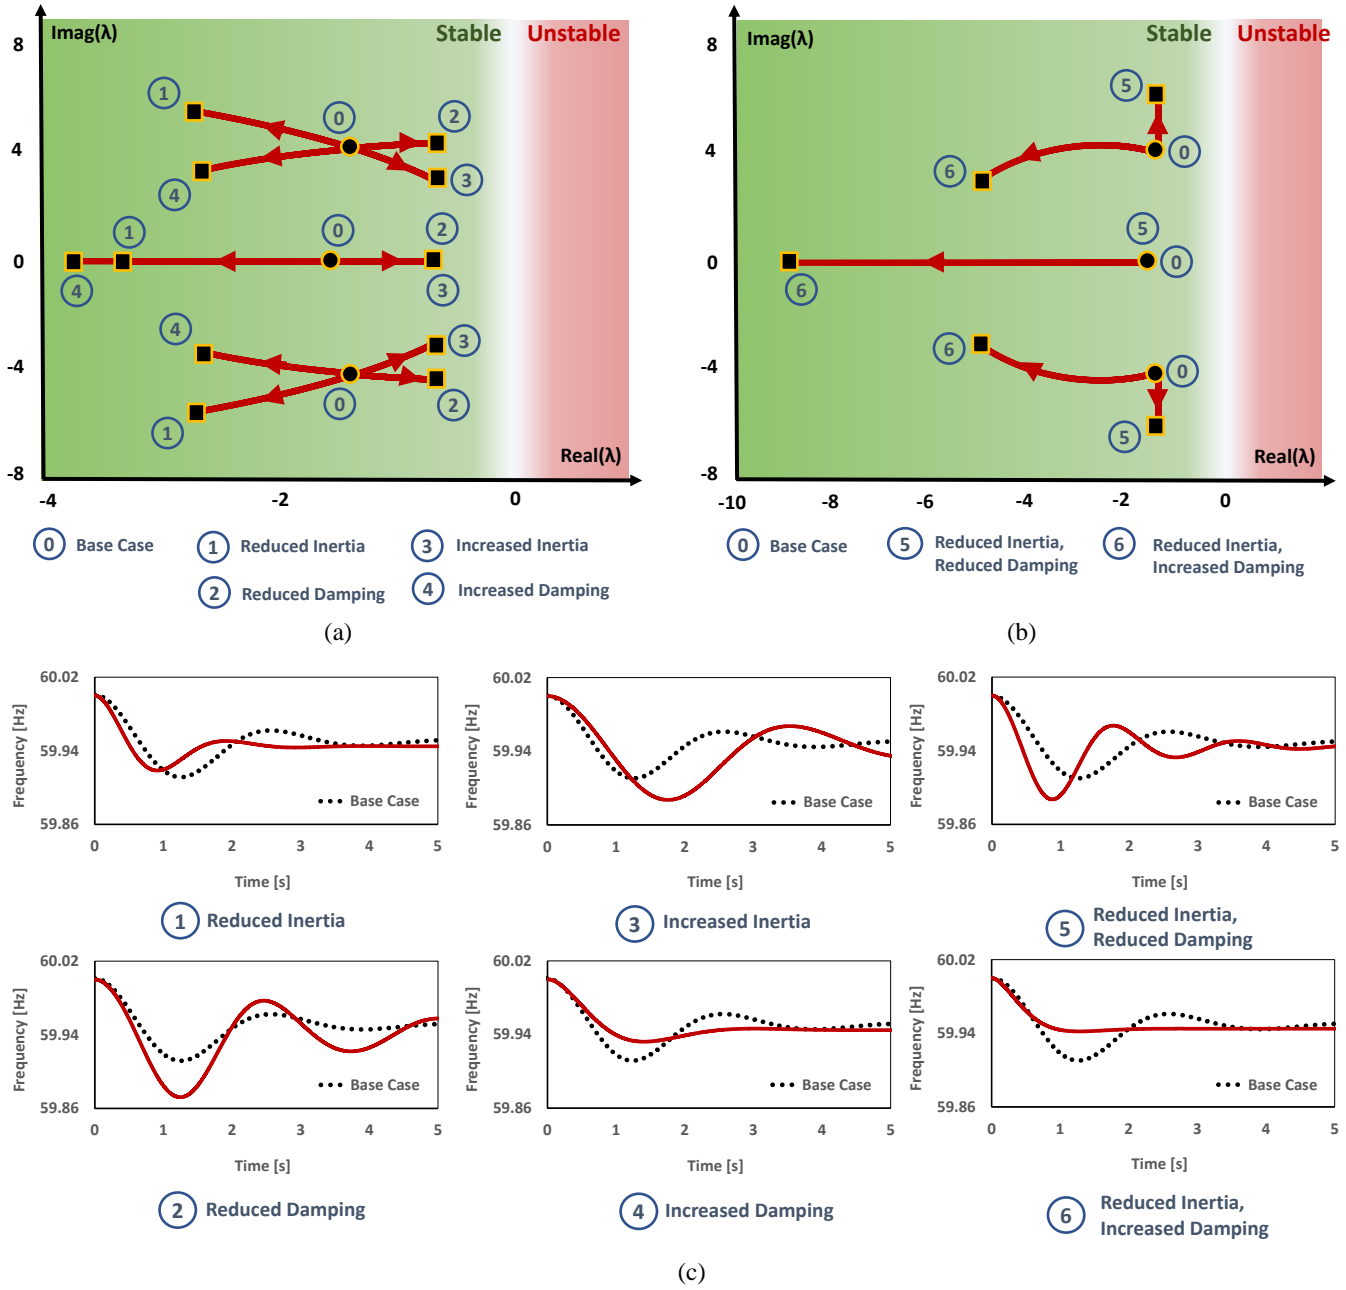 Imag(λ)
Stable
Unstable
8
4
0
-4
-8
1
0
2
4
3
1
0
2
4
3
4
3
1
0
2
Real(λ)
-4
-2
0
0 Base Case
1 Reduced Inertia
3 Increased Inertia
2 Reduced Damping
4 Increased Damping
(a)
Imag(λ)
Stable
Unstable
8
4
0
-4
-8
5
0
6
5
0
6
6
0
5
Real(λ)
-10
-8
-6
-4
-2
0
0 Base Case
5 Reduced Inertia,
Reduced Damping
6 Reduced Inertia,
Increased Damping
(b)
Frequency [Hz]
60.02
59.94
59.86
Base Case
0 1 2 3 4 5
Time [s]
1 Reduced Inertia
Frequency [Hz]
60.02
59.94
59.86
Base Case
0 1 2 3 4 5
Time [s]
3 Increased Inertia
Frequency [Hz]
60.02
59.94
59.86
Base Case
0 1 2 3 4 5
Time [s]
5 Reduced Inertia,
Reduced Damping
Frequency [Hz]
60.02
59.94
59.86
Base Case
0 1 2 3 4 5
Time [s]
2 Reduced Damping
Frequency [Hz]
60.02
59.94
59.86
Base Case
0 1 2 3 4 5
Time [s]
4 Increased Damping
Frequency [Hz]
60.02
59.94
59.86
Base Case
0 1 2 3 4 5
Time [s]
6 Reduced Inertia,
Increased Damping
(c)